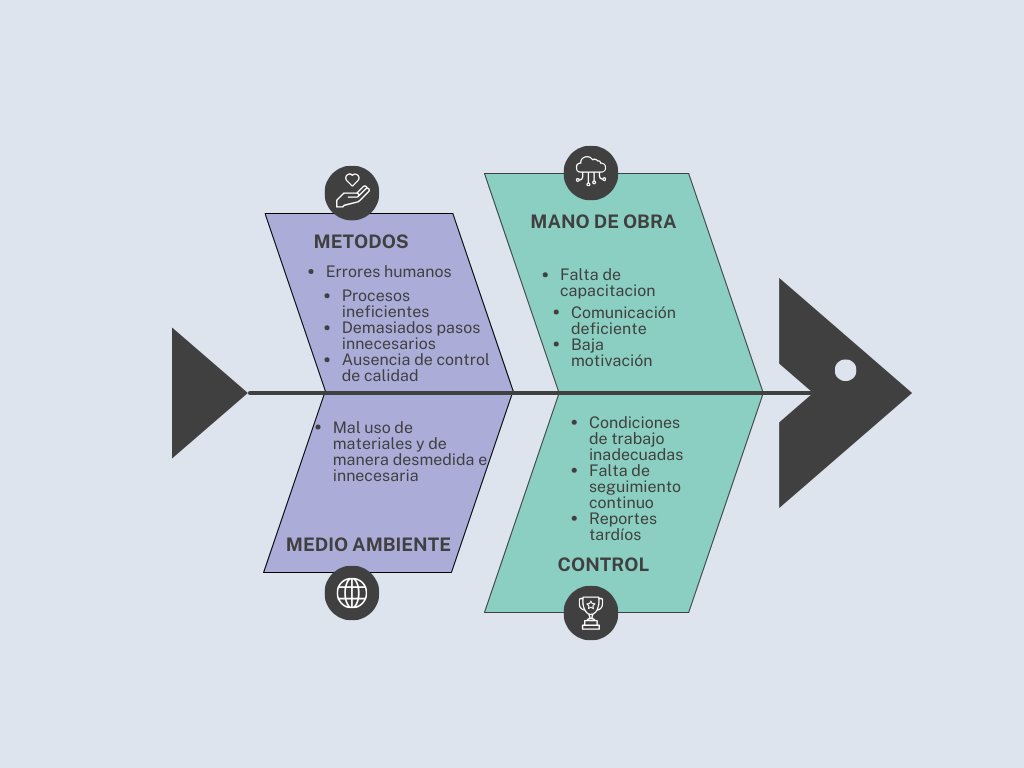 METODOS
Errores humanos
Procesos
ineficientes
Demasiados pasos
innecesarios
Ausencia de control
de calidad
MANO DE OBRA
Falta de
capacitacion
Comunicación
deficiente
Baja
motivación
Mal uso de
materiales y de
manera desmedida e
innecesaria
MEDIO AMBIENTE
Condiciones
de trabajo
inadecuadas
Falta de
seguimiento
continuo
Reportes
tardíos
CONTROL